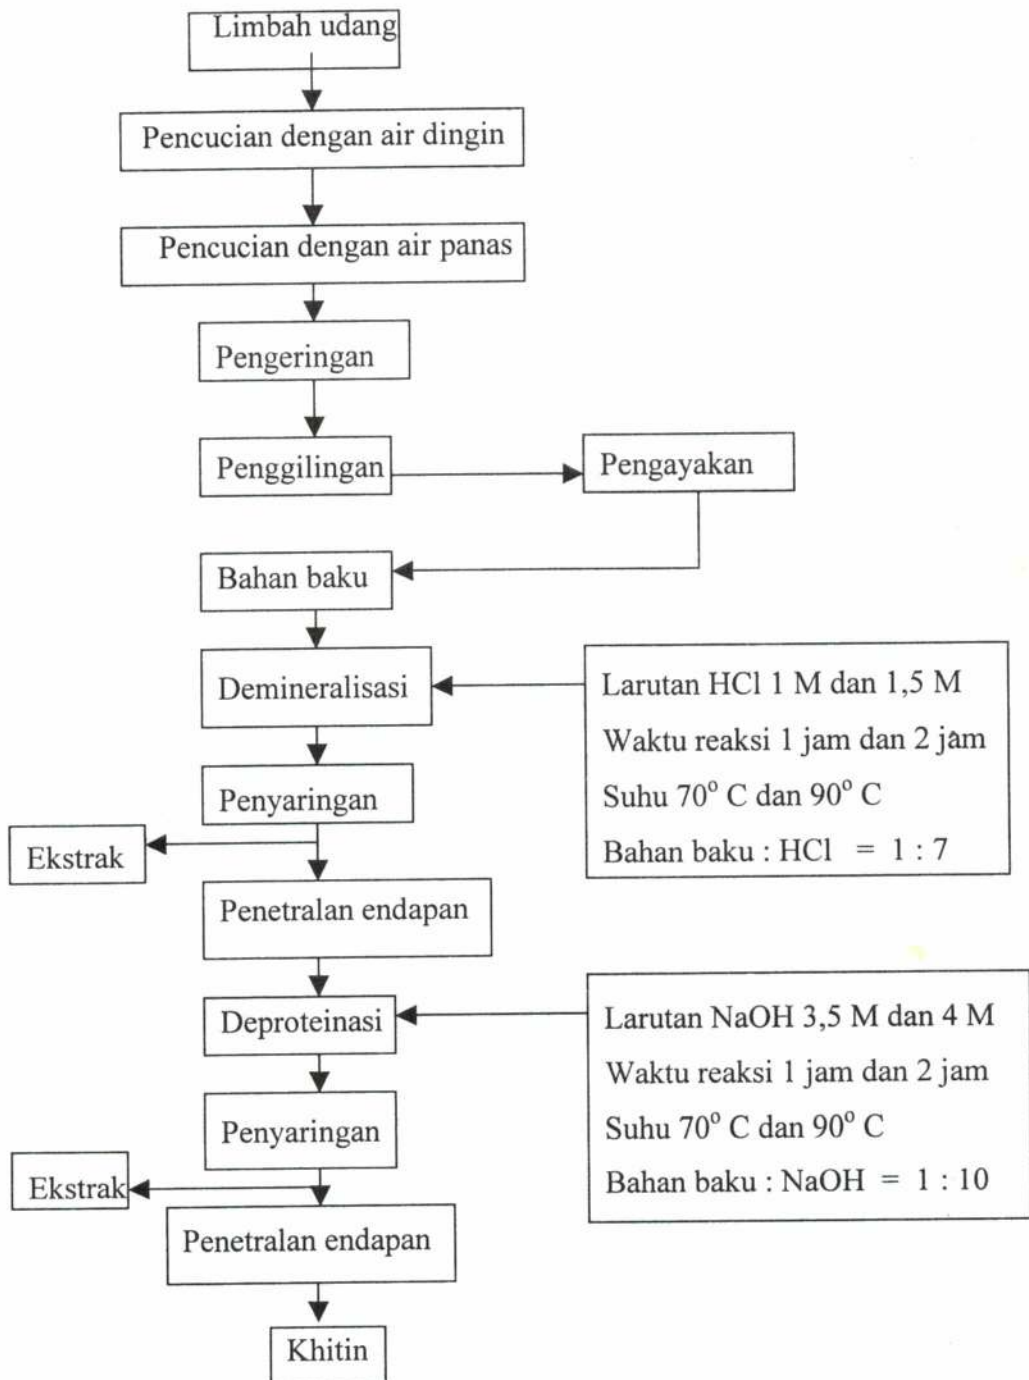 Limbah udang
Pencucian dengan air dingin
Pencucian dengan air panas
Pengeringan
Penggilingan
Pengayakan
Bahan baku
Demineralisasi
Larutan HCl 1 M dan 1,5 M
Waktu reaksi 1 jam dan 2 jam
Suhu 70° C dan 90° C
Bahan baku : HCl = 1 : 7
Penyaringan
Ekstrak
Penetralan endapan
Deproteinasi
Larutan NaOH 3,5 M dan 4 M
Waktu reaksi 1 jam dan 2 jam
Suhu 70° C dan 90° C
Bahan baku : NaOH = 1 : 10
Penyaringan
Ekstrak
Penetralan endapan
Khitin